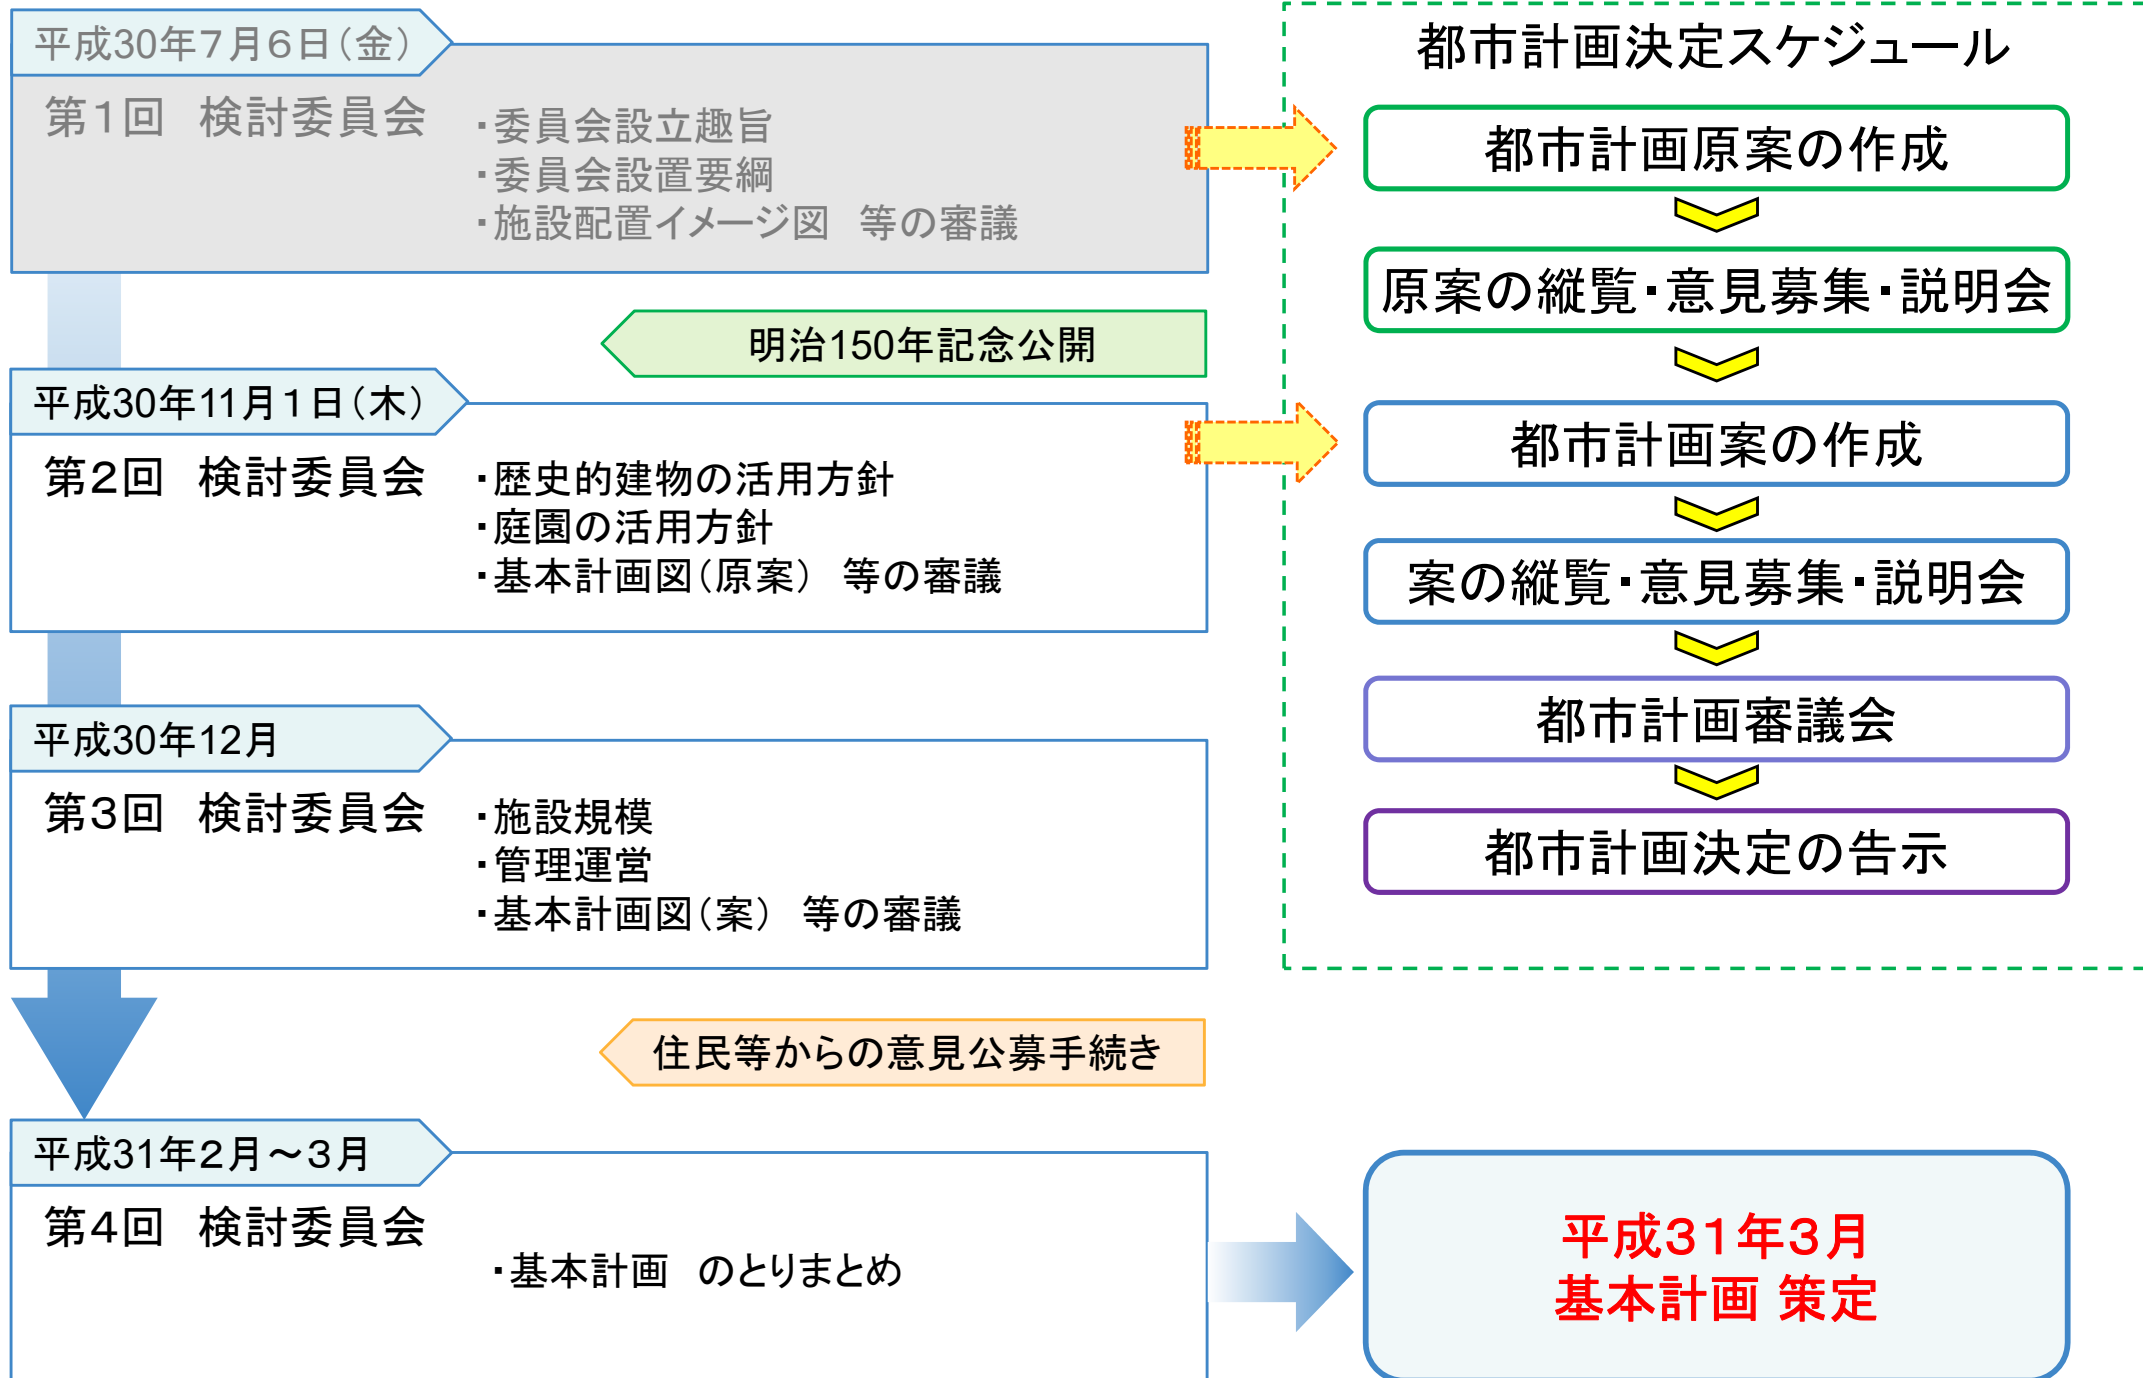 平成30年７月６日（金）
第１回　検討委員会
・委員会設立趣旨
・委員会設置要綱
・施設配置イメージ図　等の審議
明治150年記念公開
平成30年11月１日（木）
第２回　検討委員会
・歴史的建物の活用方針
・庭園の活用方針
・基本計画図（原案）　等の審議
平成30年12月
第３回　検討委員会
・施設規模
・管理運営
・基本計画図（案）　等の審議
住民等からの意見公募手続き
平成31年２月～３月
第４回　検討委員会
・基本計画　のとりまとめ
都市計画決定スケジュール
都市計画原案の作成
原案の縦覧・意見募集・説明会
都市計画案の作成
案の縦覧・意見募集・説明会
都市計画審議会
都市計画決定の告示
平成３１年３月
基本計画 策定